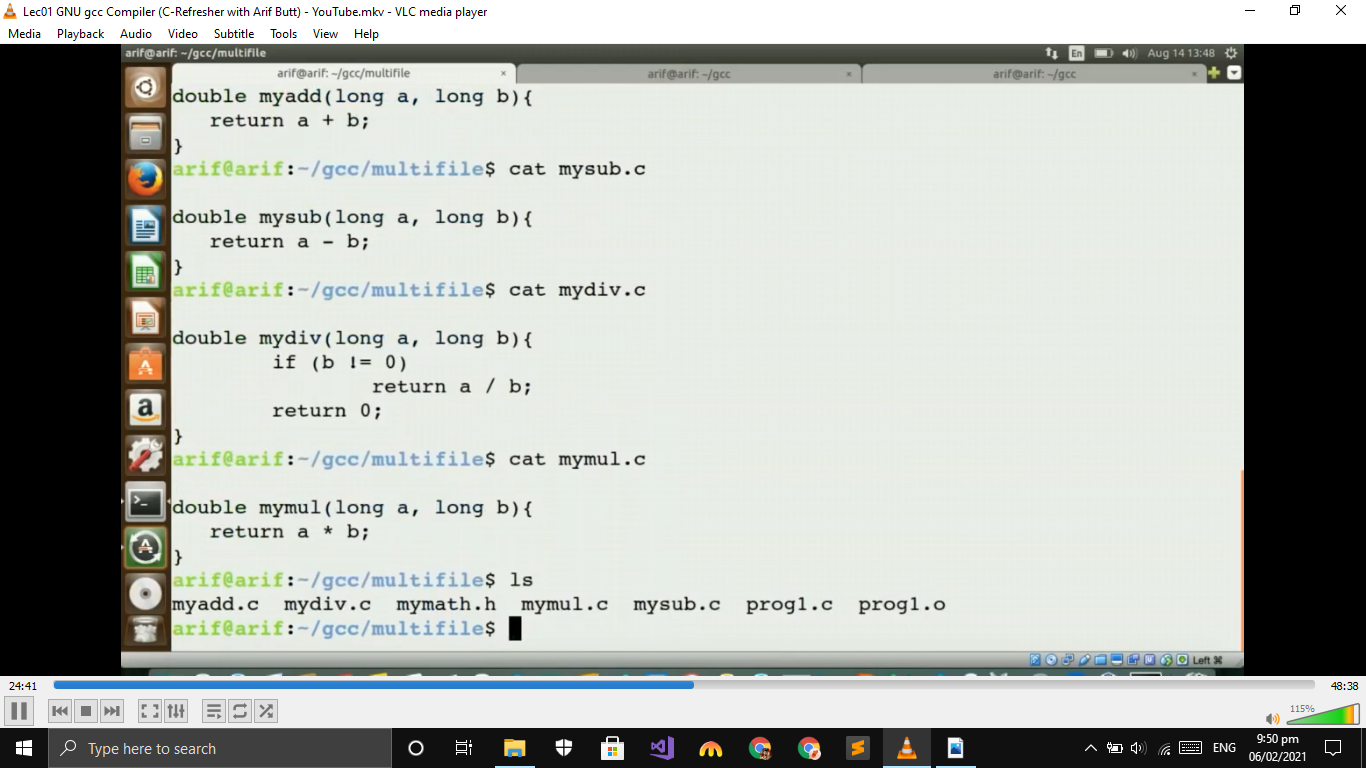 Lec01 GNU gcc Compiler (C-Refresher with Arif Butt) - YouTube.mkv - VLC media player
Media Playback Audio Video Subtitle Tools View Help
arif@arif: ~/gcc/multifile En Aug 14 13:48
arif@arif: ~/gcc/multifile × arif@arif: ~/gcc × arif@arif: ~/gcc ×
double myadd(long a, long b){
   return a + b;
}
arif@arif:~/gcc/multifile$ cat mysub.c
double mysub(long a, long b){
   return a - b;
}
arif@arif:~/gcc/multifile$ cat mydiv.c
double mydiv(long a, long b){
        if (b != 0)
                return a / b;
        return 0;
}
arif@arif:~/gcc/multifile$ cat mymul.c
double mymul(long a, long b){
   return a * b;
}
arif@arif:~/gcc/multifile$ ls
myadd.c  mydiv.c  mymath.h  mymul.c  mysub.c  prog1.c  prog1.o
arif@arif:~/gcc/multifile$
Left ⌘
24:41 48:38
115%
Type here to search
ENG
9:50 pm
06/02/2021